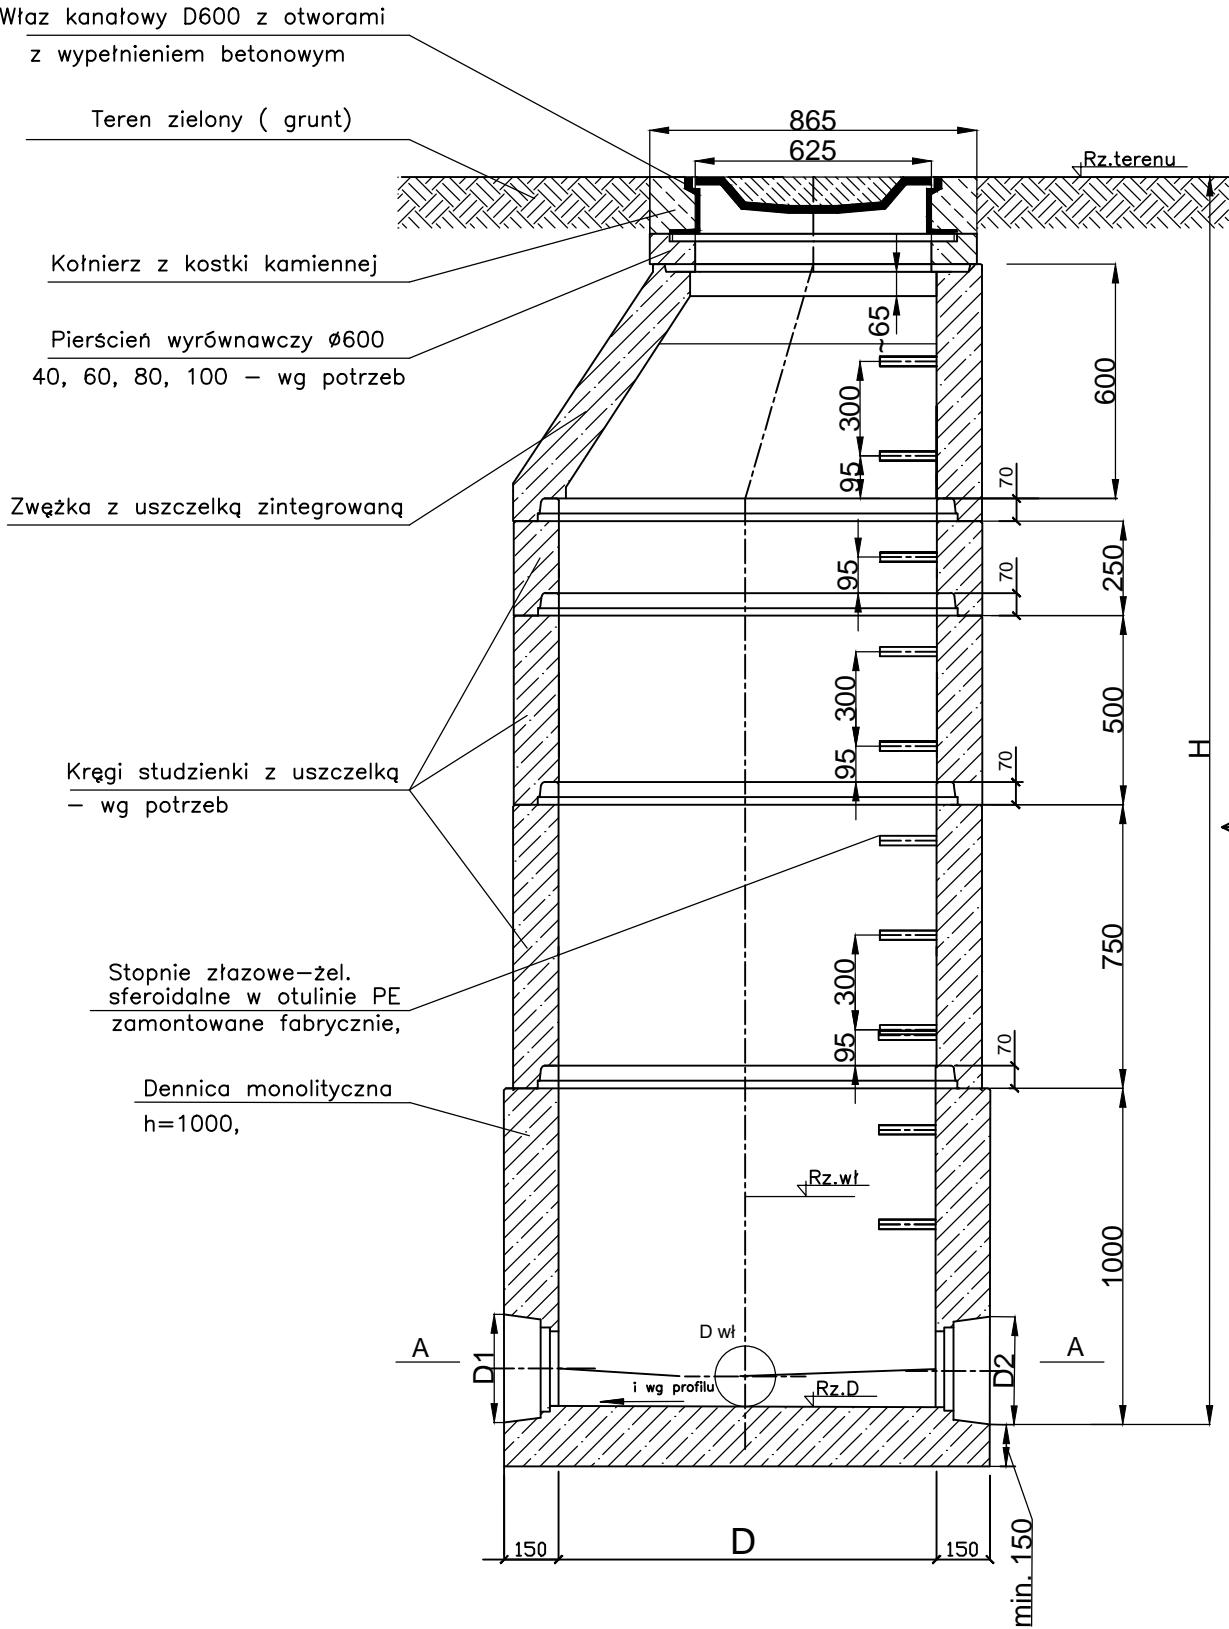 Właz kanałowy D600 z otworami
z wypełnieniem betonowym
Teren zielony ( grunt)
865
625
Rz.terenu
Kołnierz z kostki kamiennej
Pierścień wyrównawczy Ø600
40, 60, 80, 100 – wg potrzeb
~65
300
600
95
70
Zwężka z uszczelką zintegrowaną
95
70
250
300
500
95
70
H
Kręgi studzienki z uszczelką
– wg potrzeb
Stopnie złazowe–żel.
sferoidalne w otulinie PE
zamontowane fabrycznie,
300
750
95
70
Dennica monolityczna
h=1000,
Rz.wł
1000
D wł
A
A
D1
D2
i wg profilu
Rz.D
150
D
150
min. 150